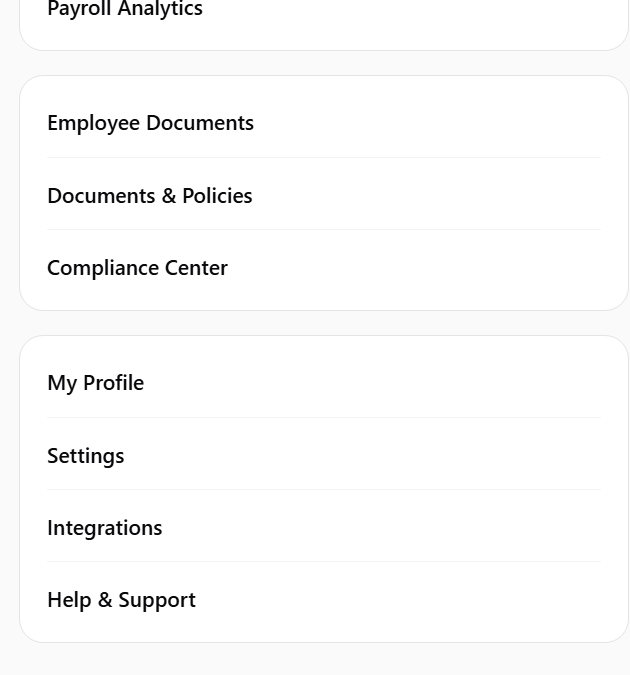 Payroll Analytics
Employee Documents
Documents & Policies
Compliance Center
My Profile
Settings
Integrations
Help & Support